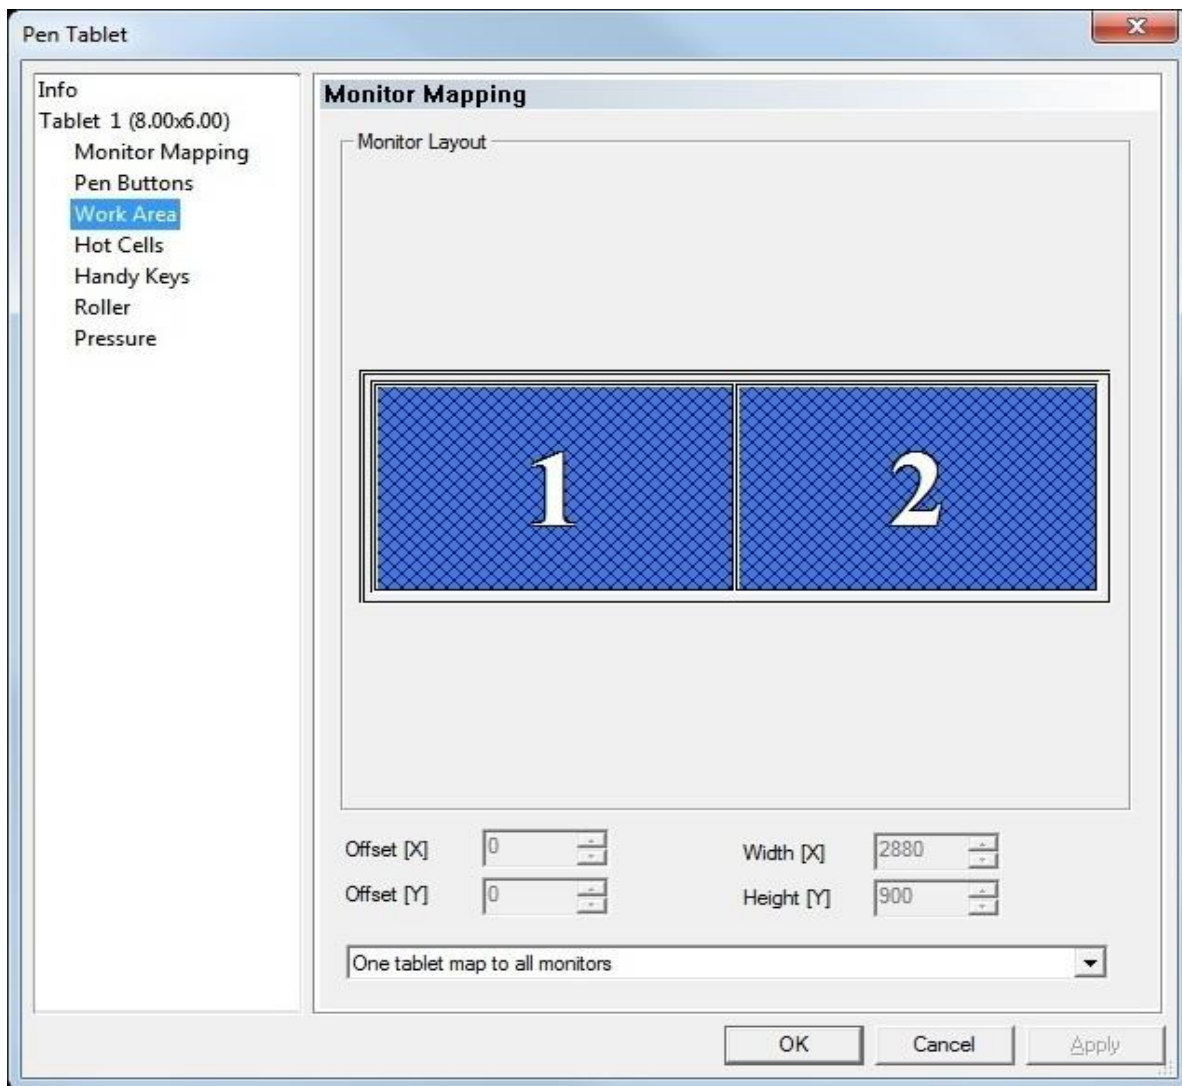 Pen Tablet
Info
Tablet 1 (8.00x6.00)
Monitor Mapping
Pen Buttons
Work Area
Hot Cells
Handy Keys
Roller
Pressure
Monitor Mapping
Monitor Layout
1 2
Offset [X] 0 Width [X] 2880
Offset [Y] 0 Height [Y] 900
One tablet map to all monitors
OK Cancel Apply